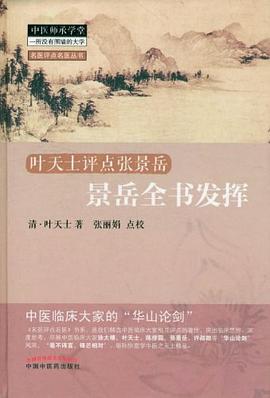 中医师承学堂
一所没有围墙的大学
名医评点名医丛书
叶天士评点张景岳
景岳全书发挥
清·叶天士 著 张丽娟 点校
中医临床大家的“华山论剑”
中国中医药出版社